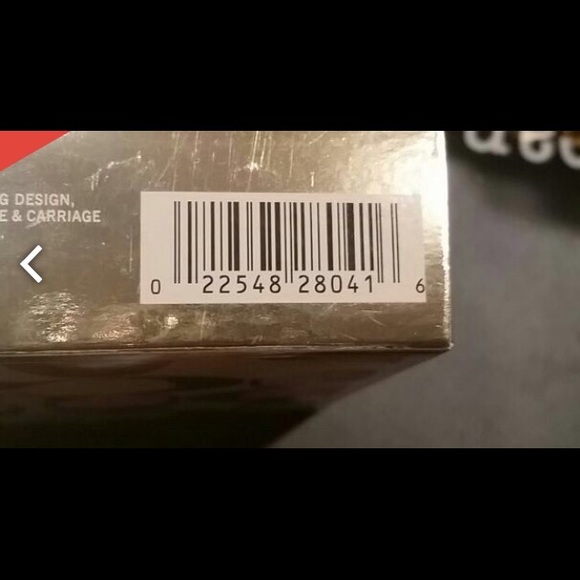 G DESIGN,
E & CARRIAGE
0 22548 28041 6